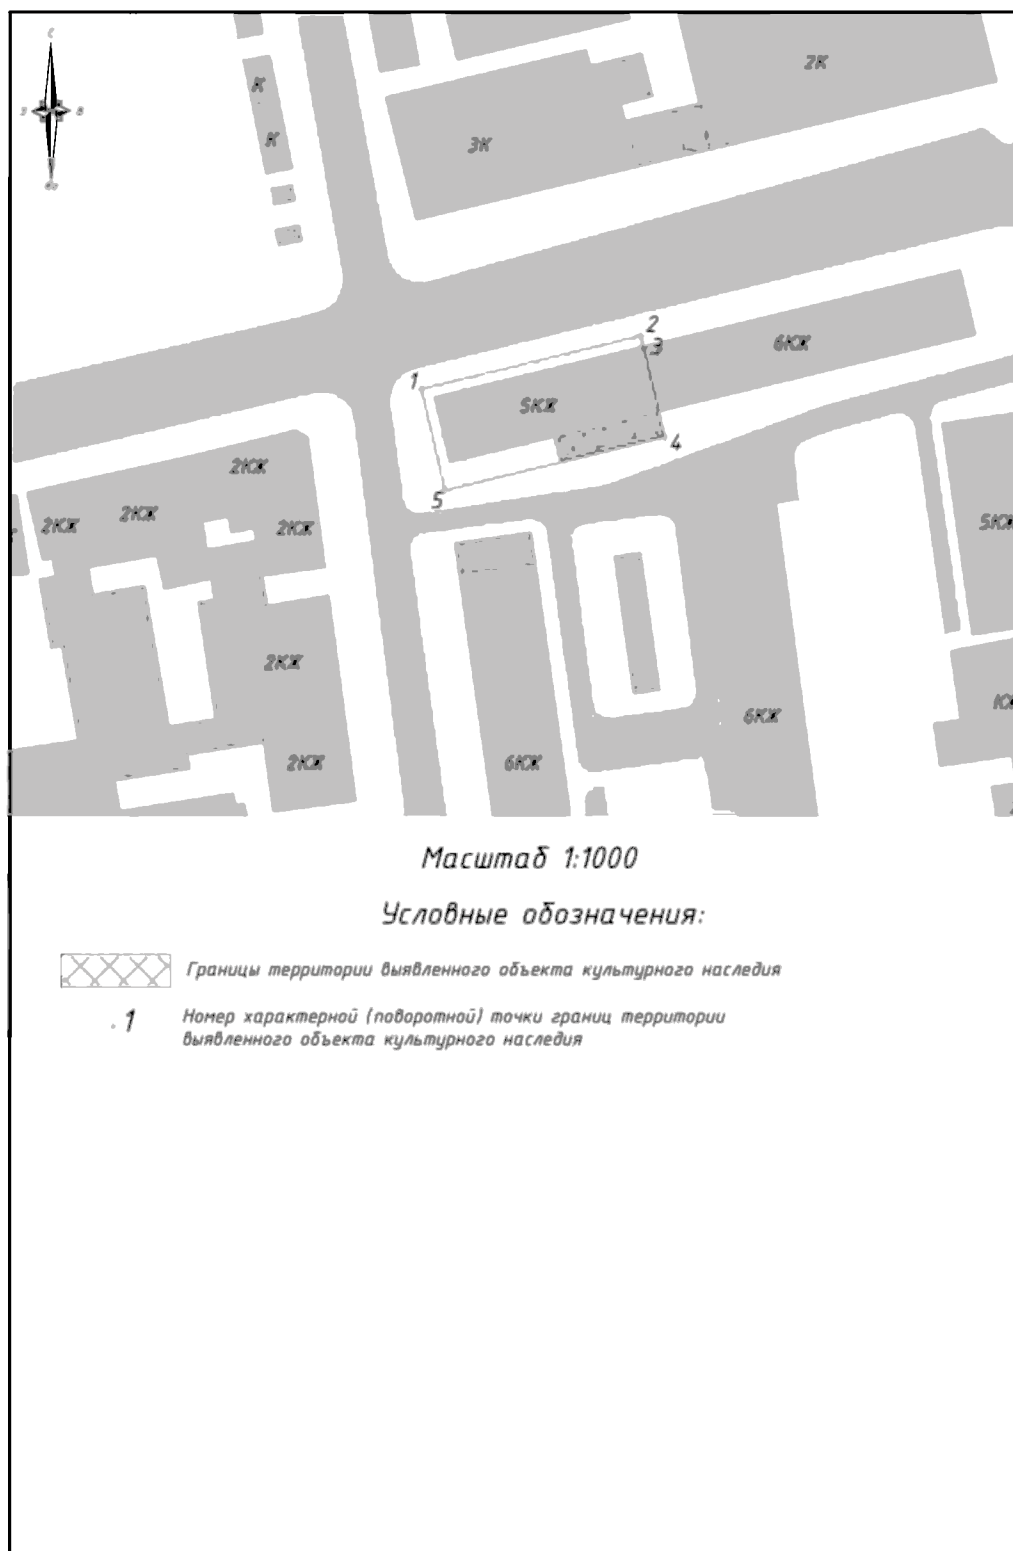 С
К
2К
К
3К
З
В
2
3
6КЖ
1
5КЖ
4
2КЖ
5
2КЖ
2КЖ
2КЖ
5КЖ
2КЖ
6КЖ
2КЖ
6КЖ
Масштаб 1:1000
Условные обозначения:
Границы территории выявленного объекта культурного наследия
1 Номер характерной (поворотной) точки границ территории
выявленного объекта культурного наследия